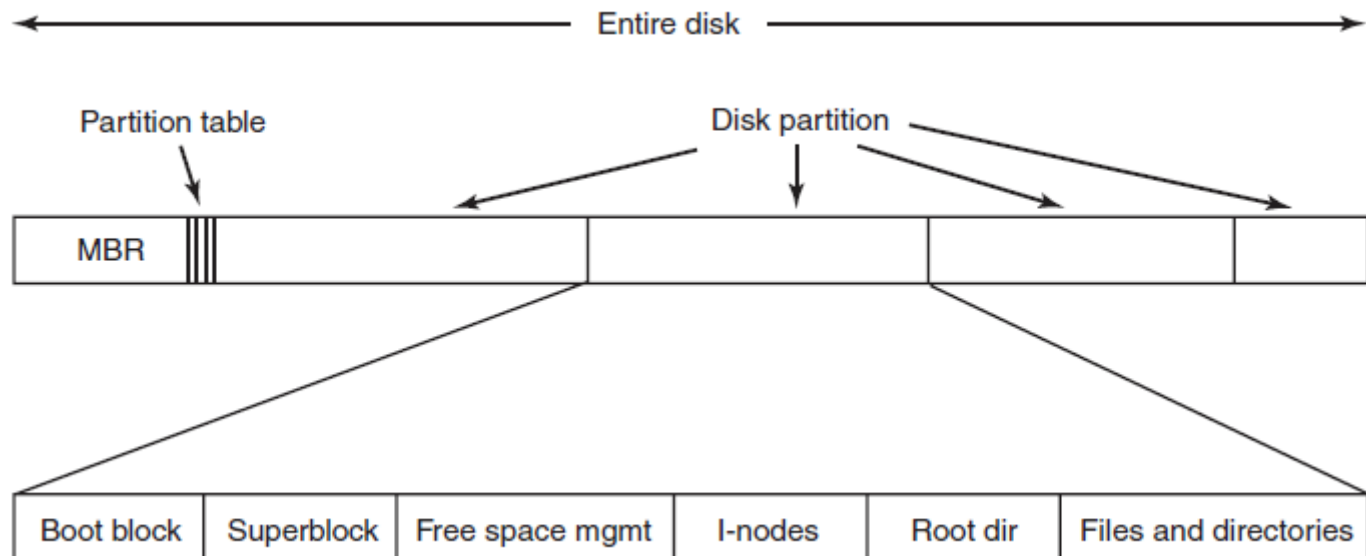 Entire disk
Partition table
Disk partition
MBR
Boot block
Superblock
Free space mgmt
I-nodes
Root dir
Files and directories